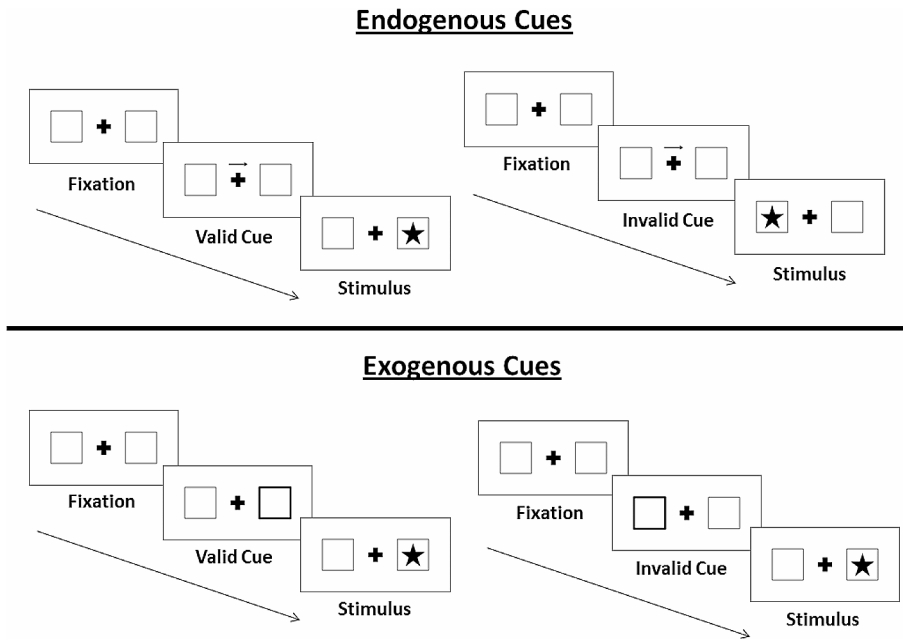 Endogenous Cues
Fixation
Valid Cue
Stimulus
Fixation
Invalid Cue
Stimulus
Exogenous Cues
Fixation
Valid Cue
Stimulus
Fixation
Invalid Cue
Stimulus